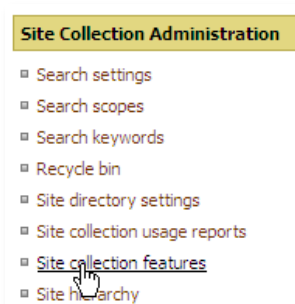 Site Collection Administration
Search settings
Search scopes
Search keywords
Recycle bin
Site directory settings
Site collection usage reports
Site collection features
Site hierarchy